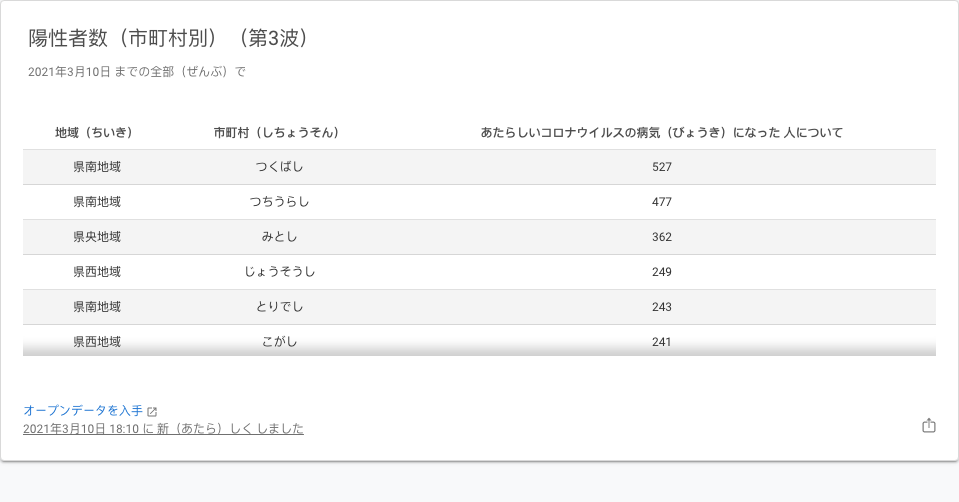 陽性者数（市町村別）（第3波）
2021年3月10日 までの全部（ぜんぶ）で
地域（ちいき） 市町村（しちょうそん） あたらしいコロナウイルスの病気（びょうき）になった 人について
県南地域 つくばし 527
県南地域 つちうらし 477
県央地域 みとし 362
県西地域 じょうそうし 249
県南地域 とりでし 243
県西地域 こがし 241
オープンデータを入手
2021年3月10日 18:10 に 新（あたら）しく しました